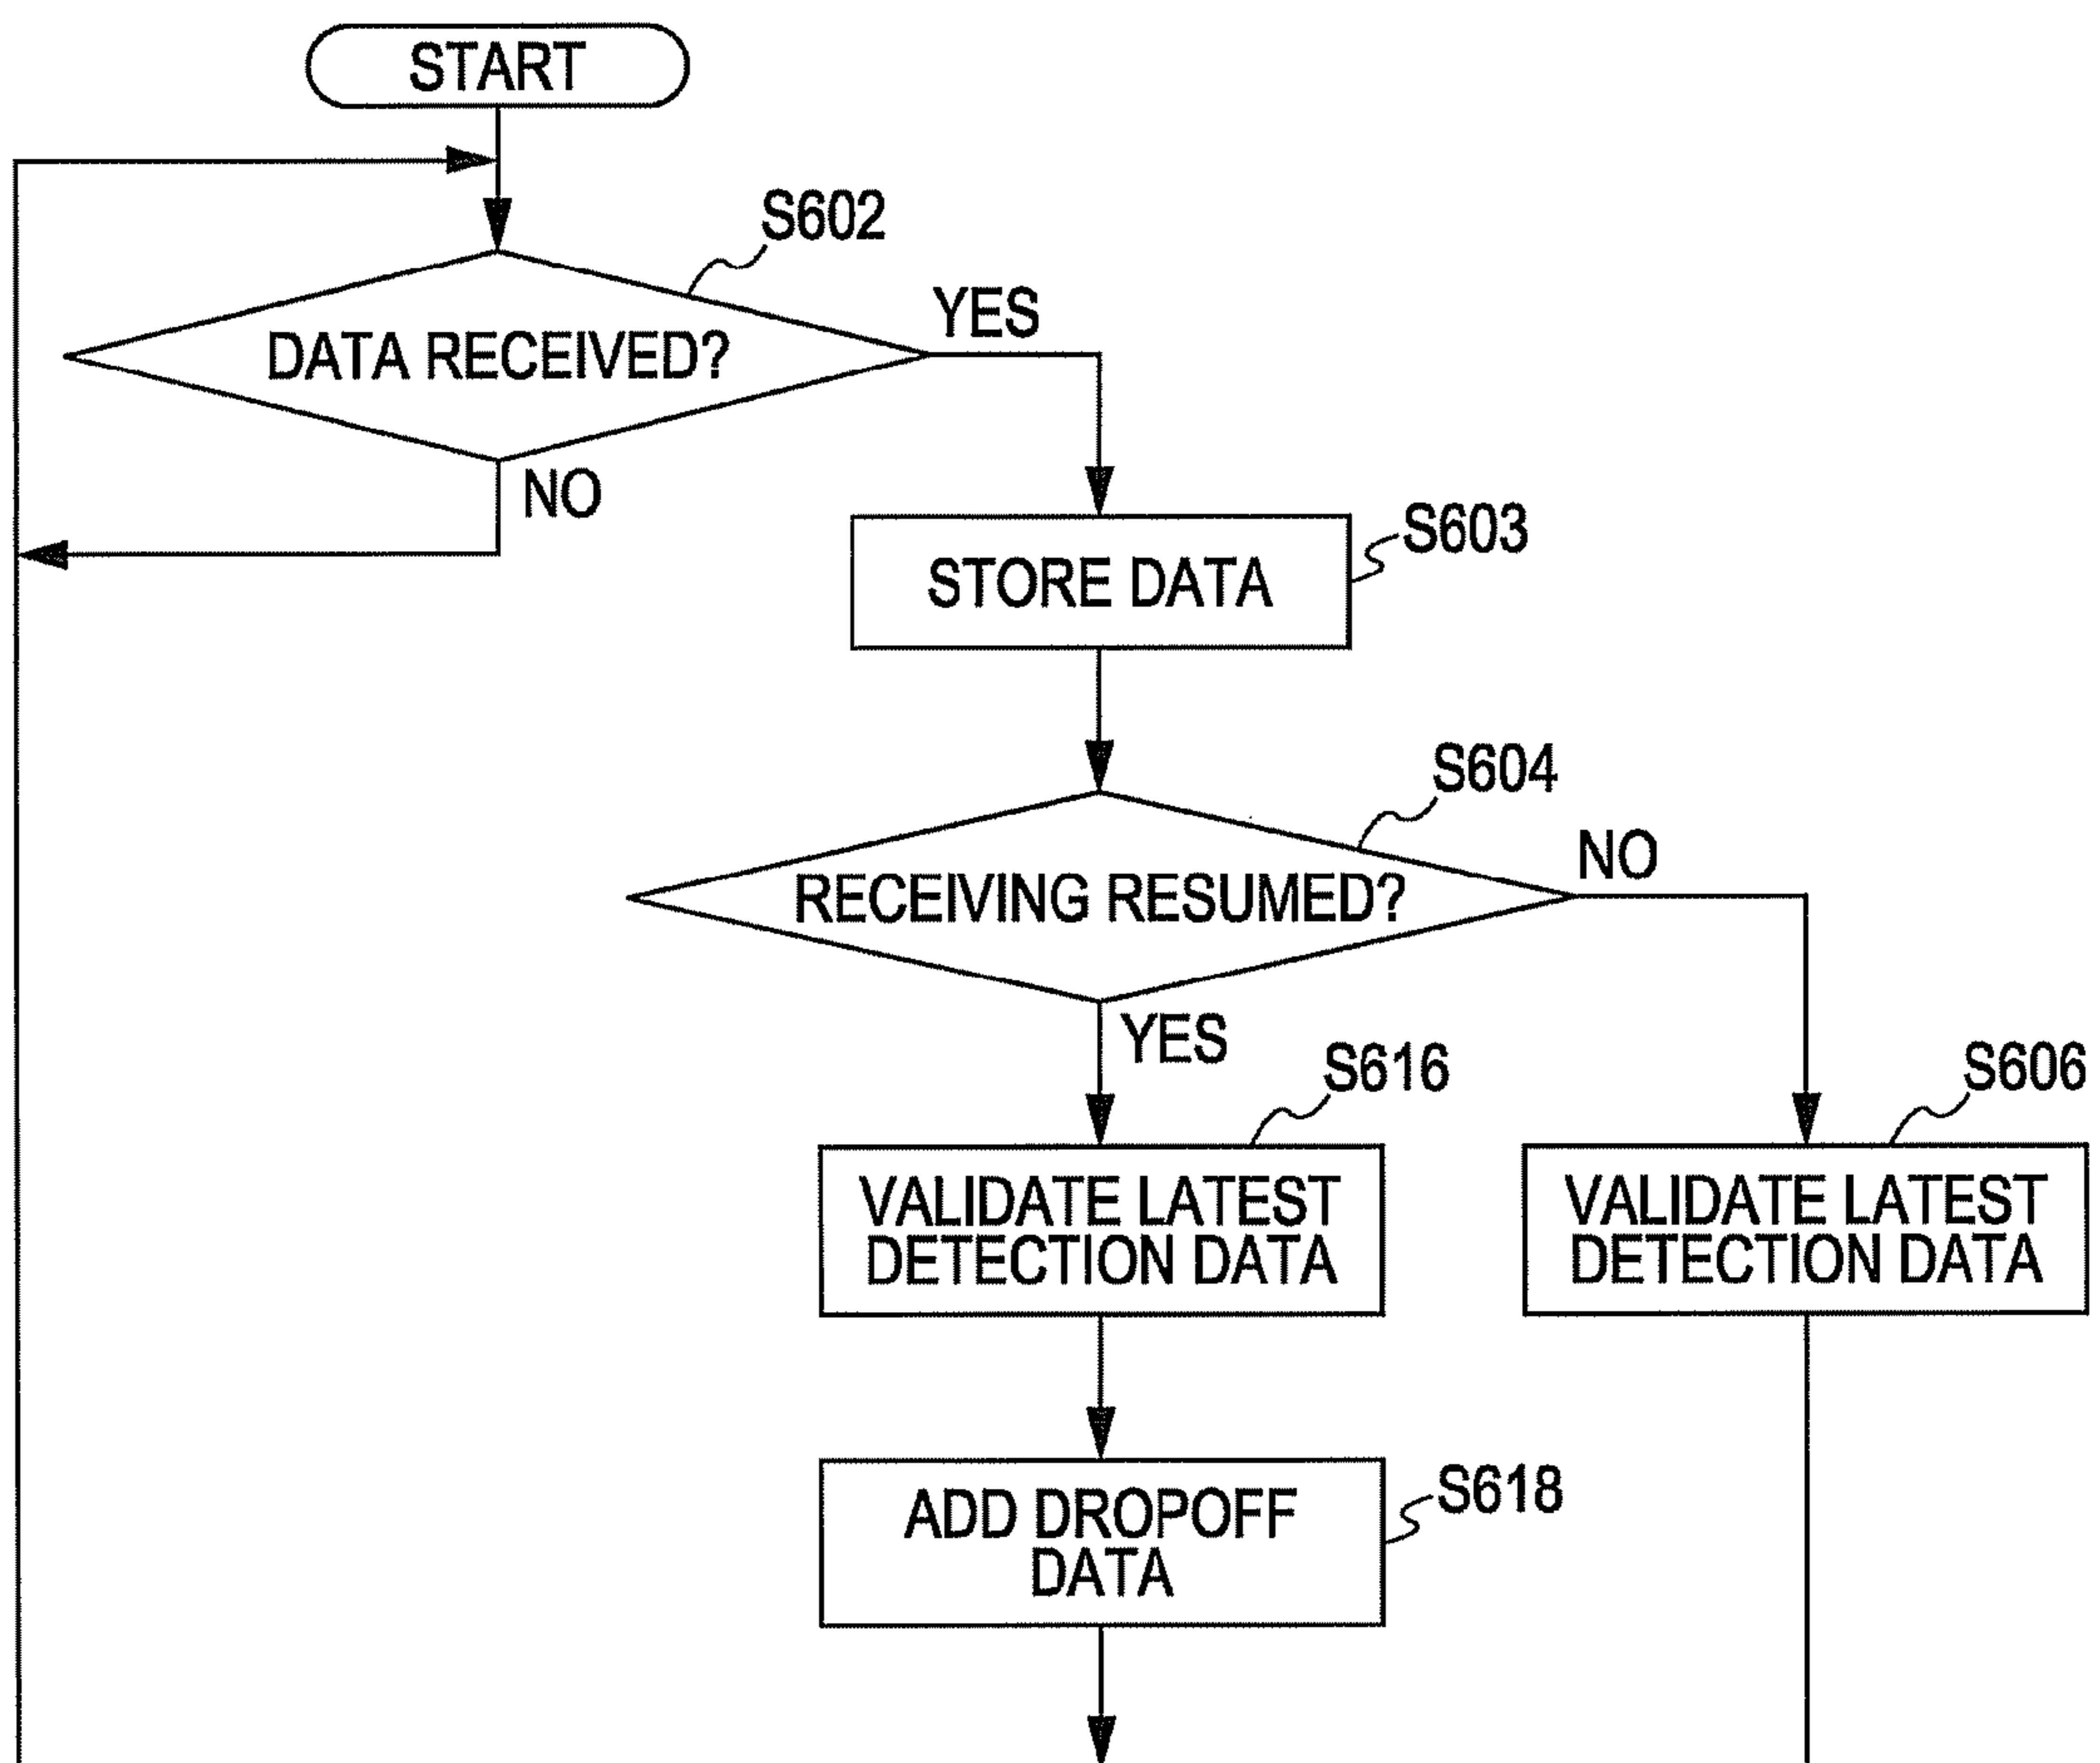 START
S602
DATA RECEIVED?
YES
NO
S603
STORE DATA
S604
RECEIVING RESUMED?
NO
YES
S616
VALIDATE LATEST
DETECTION DATA
S606
VALIDATE LATEST
DETECTION DATA
S618
ADD DROPOFF
DATA